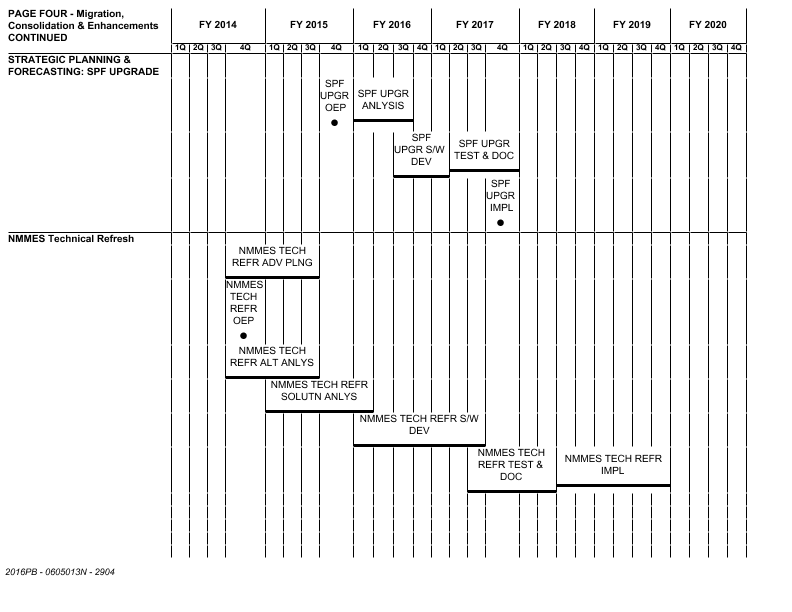 PAGE FOUR - Migration,
Consolidation & Enhancements
CONTINUED
FY 2014 FY 2015 FY 2016 FY 2017 FY 2018 FY 2019 FY 2020
1Q 2Q 3Q 4Q 1Q 2Q 3Q 4Q 1Q 2Q 3Q 4Q 1Q 2Q 3Q 4Q 1Q 2Q 3Q 4Q 1Q 2Q 3Q 4Q 1Q 2Q 3Q 4Q
STRATEGIC PLANNING &
FORECASTING: SPF UPGRADE
SPF
UPGR
OEP
SPF UPGR
ANLYSIS
SPF
UPGR S/W
DEV
SPF UPGR
TEST & DOC
SPF
UPGR
IMPL
NMMES Technical Refresh
NMMES TECH
REFR ADV PLNG
NMMES
TECH
REFR
OEP
NMMES TECH
REFR ALT ANLYS
NMMES TECH REFR
SOLUTN ANLYS
NMMES TECH REFR S/W
DEV
NMMES TECH
REFR TEST &
DOC
NMMES TECH REFR
IMPL
2016PB - 0605013N - 2904